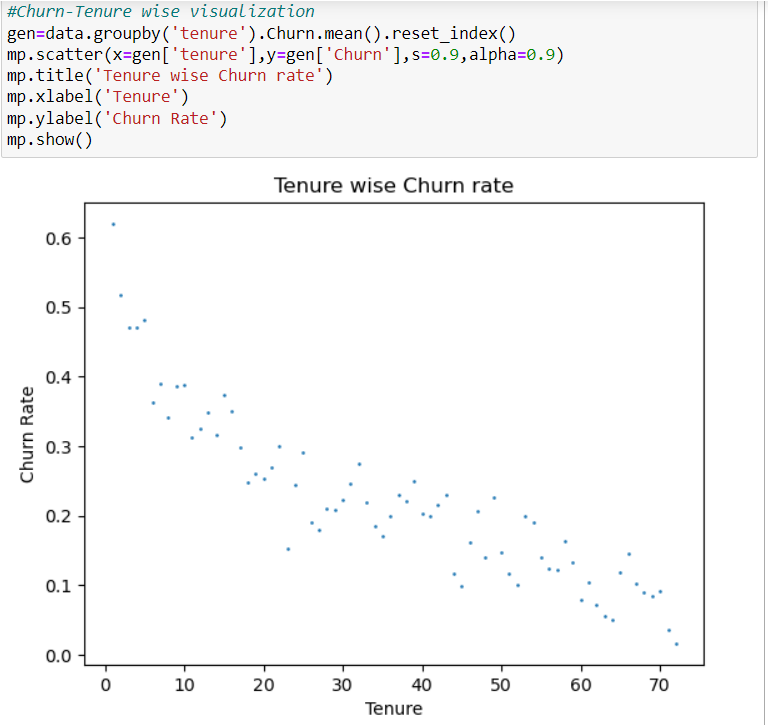 #Churn-Tenure wise visualization
gen=data.groupby('tenure').Churn.mean().reset_index()
mp.scatter(x=gen['tenure'],y=gen['Churn'],s=0.9,alpha=0.9)
mp.title('Tenure wise Churn rate')
mp.xlabel('Tenure')
mp.ylabel('Churn Rate')
mp.show()
Tenure wise Churn rate
Churn Rate
0.6
0.5
0.4
0.3
0.2
0.1
0.0
0 10 20 30 40 50 60 70
Tenure